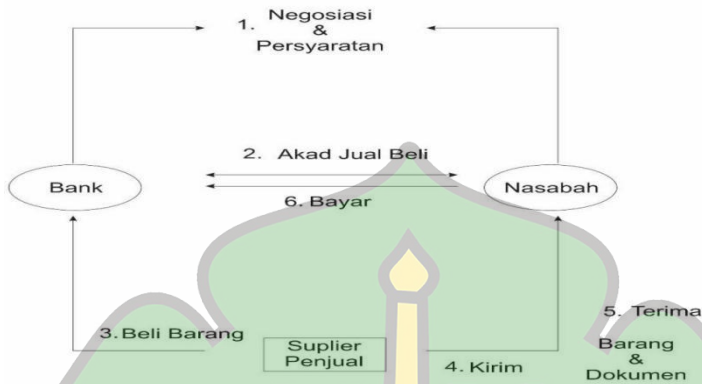 1. Negosiasi
&
Persyaratan
2. Akad Jual Beli
Bank
Nasabah
6. Bayar
3. Beli Barang
Suplier
Penjual
4. Kirim
5. Terima
Barang
&
Dokumen